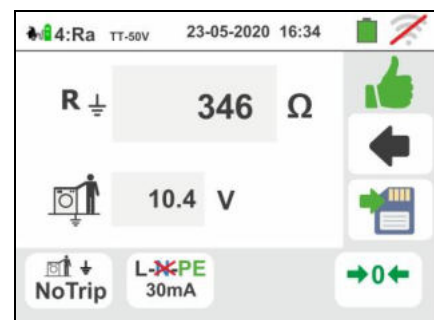 4:Ra TT-50V 23-05-2020 16:34
R 346 Ω
10.4 V
NoTrip L-N-PE 30mA →0←